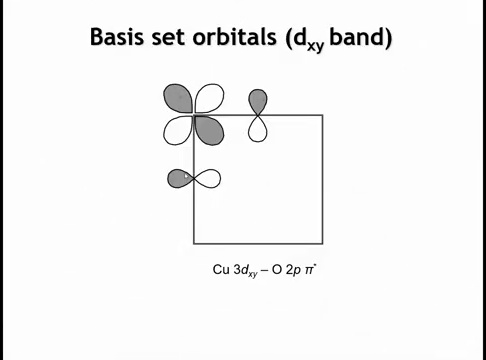 Basis set orbitals (dxy band)
Cu 3dxy – O 2p π*